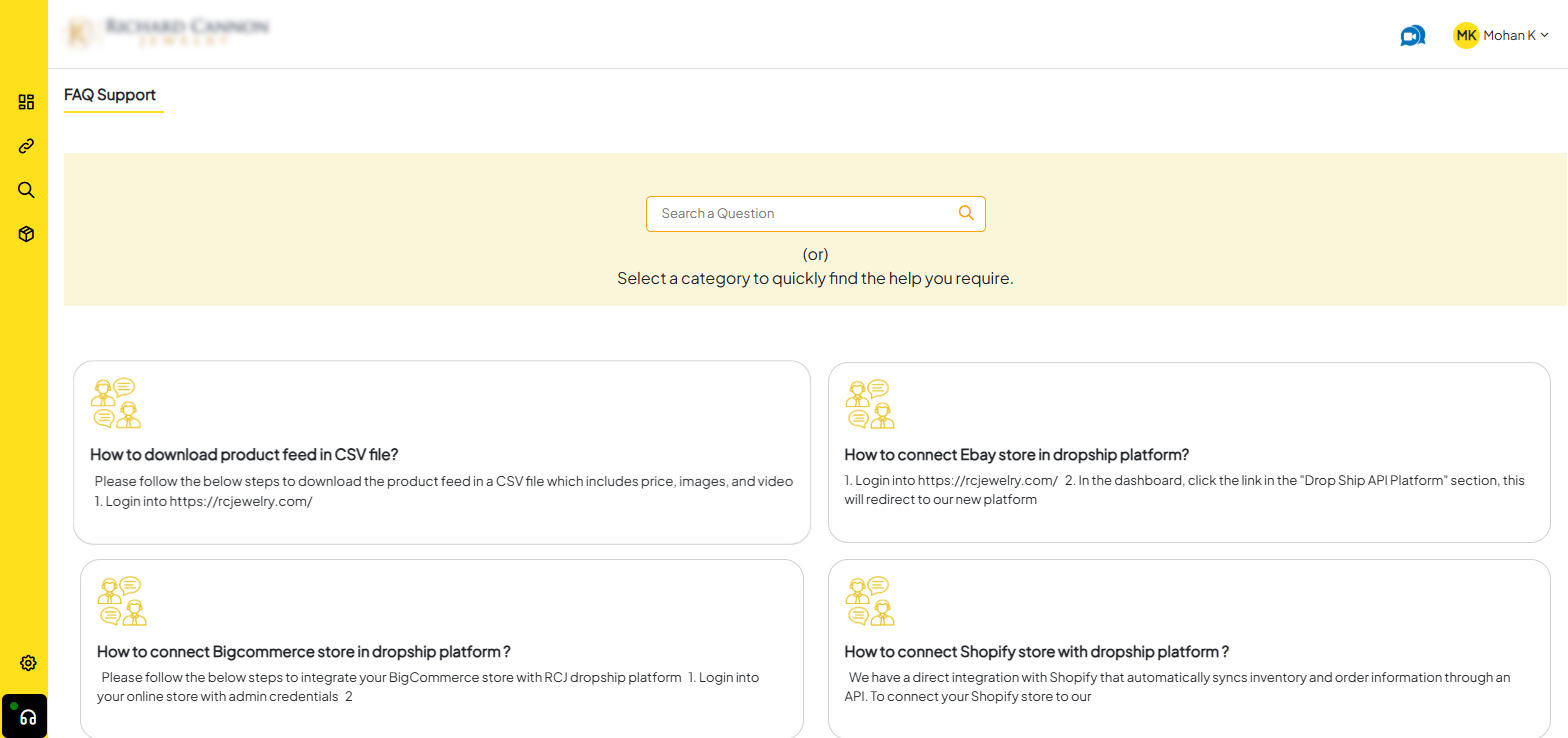 RICHARD CANNON
JEWELRY
MK Mohan K
FAQ Support
Search a Question
(or)
Select a category to quickly find the help you require.
How to download product feed in CSV file?
Please follow the below steps to download the product feed in a CSV file which includes price, images, and video
1. Login into https://rcjewelry.com/
How to connect Ebay store in dropship platform?
1. Login into https://rcjewelry.com/ 2. In the dashboard, click the link in the "Drop Ship API Platform" section, this
will redirect to our new platform
How to connect Bigcommerce store in dropship platform ?
Please follow the below steps to integrate your BigCommerce store with RCJ dropship platform 1. Login into
your online store with admin credentials 2
How to connect Shopify store with dropship platform ?
We have a direct integration with Shopify that automatically syncs inventory and order information through an
API. To connect your Shopify store to our